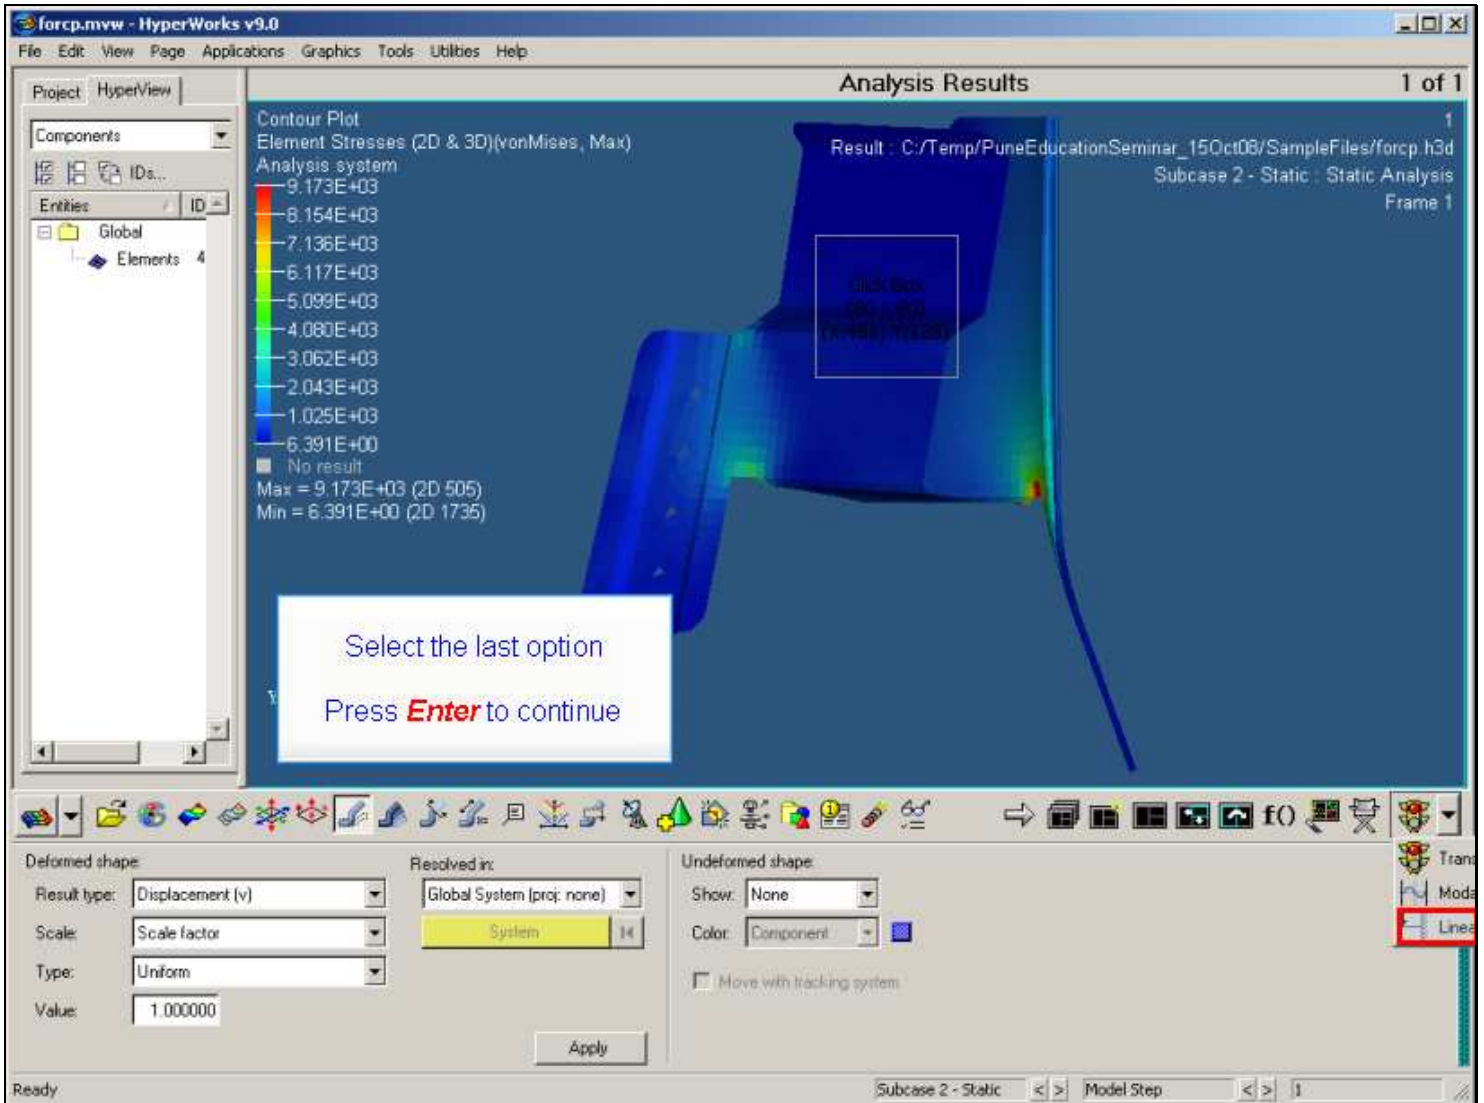 forcp.mvw - HyperWorks v9.0
File Edit View Page Applications Graphics Tools Utilities Help
Project HyperView
Analysis Results
1 of 1
Components
IDs...
Entities ID
Global
Elements 4
Contour Plot
Element Stresses (2D & 3D)(vonMises, Max)
Analysis system
9.173E+03
8.154E+03
7.136E+03
6.117E+03
5.099E+03
4.080E+03
3.062E+03
2.043E+03
1.025E+03
6.391E+00
No result
Max = 9.173E+03 (2D 505)
Min = 6.391E+00 (2D 1735)
1
Result : C:/Temp/PuneEducationSeminar_15Oct08/SampleFiles/forcp.h3d
Subcase 2 - Static : Static Analysis
Frame 1
Click Box
Y
Select the last option
Press Enter to continue
f()
Trans
Moda
Linea
Deformed shape:
Result type: Displacement (v)
Scale: Scale factor
Type: Uniform
Value: 1.000000
Resolved in:
Global System (proj: none)
System
Apply
Undeformed shape:
Show: None
Color: Component
Move with tracking system
Ready
Subcase 2 - Static < > Model Step < > 1